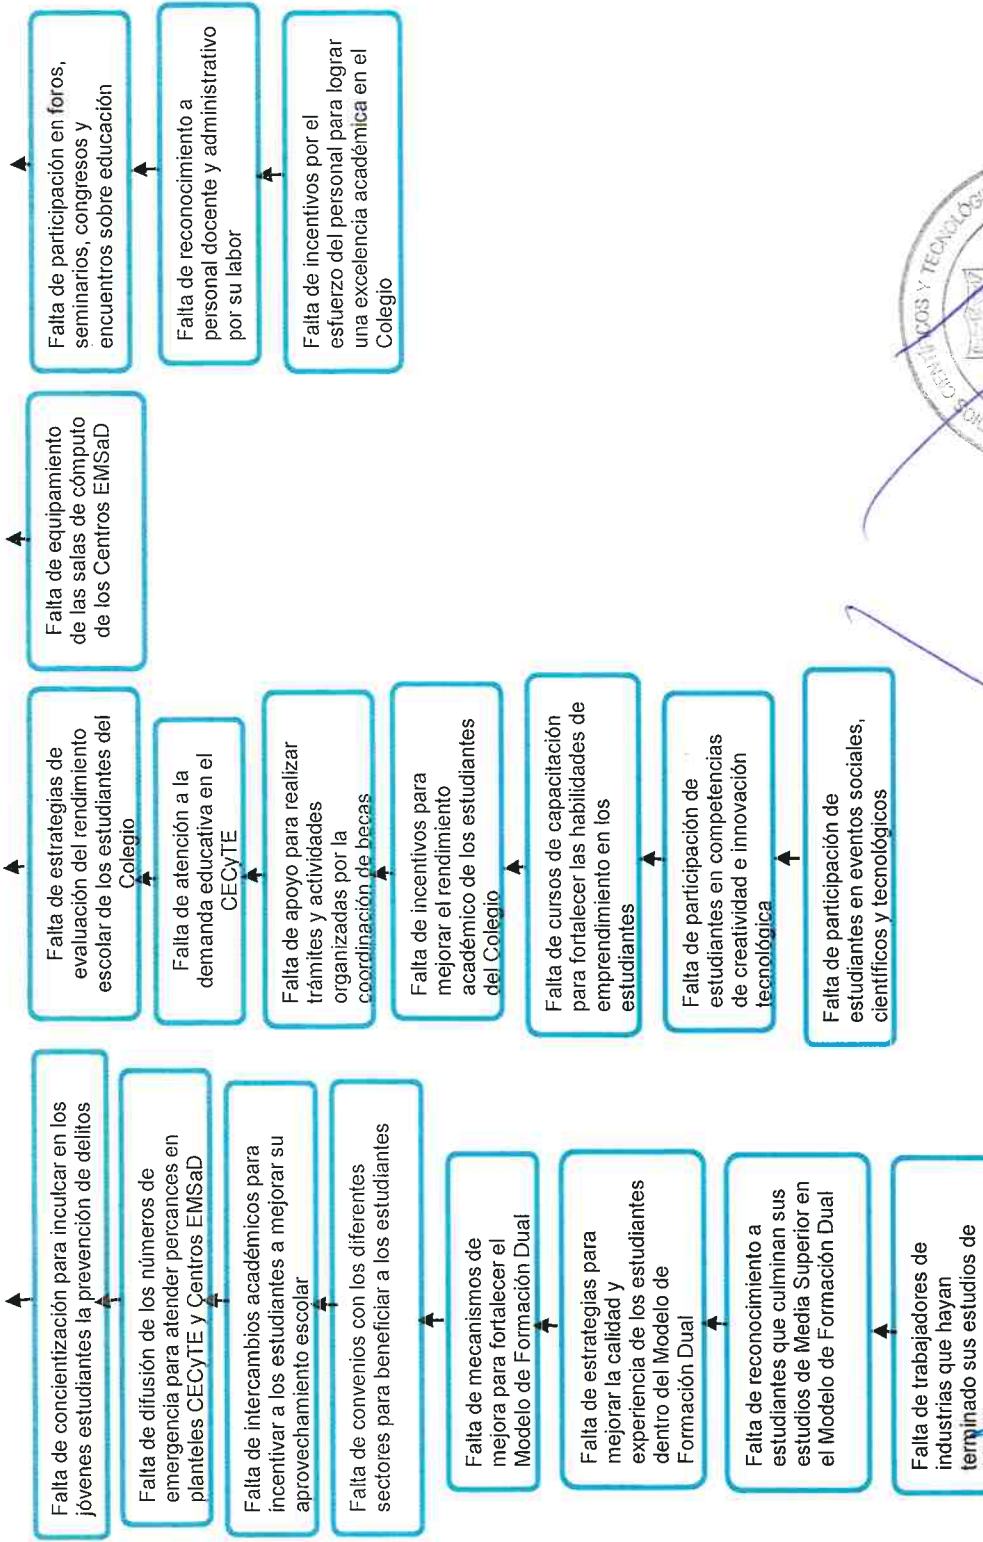 Falta de concientización para inculcar en los
jóvenes estudiantes la prevención de delitos
Falta de difusión de los números de
emergencia para atender percances en
planteles CECyTE y Centros EMSaD
Falta de intercambios académicos para
incentivar a los estudiantes a mejorar su
aprovechamiento escolar
Falta de convenios con los diferentes
sectores para beneficiar a los estudiantes
Falta de mecanismos de
mejora para fortalecer el
Modelo de Formación Dual
Falta de estrategias para
mejorar la calidad y
experiencia de los estudiantes
dentro del Modelo de
Formación Dual
Falta de reconocimiento a
estudiantes que culminan sus
estudios de Media Superior en
el Modelo de Formación Dual
Falta de trabajadores de
industrias que hayan
terminado sus estudios de
Falta de estrategias de
evaluación del rendimiento
escolar de los estudiantes del
Colegio
Falta de atención a la
demanda educativa en el
CECyTE
Falta de apoyo para realizar
trámites y actividades
organizadas por la
coordinación de becas
Falta de incentivos para
mejorar el rendimiento
académico de los estudiantes
del Colegio
Falta de cursos de capacitación
para fortalecer las habilidades de
emprendimiento en los
estudiantes
Falta de participación de
estudiantes en competencias
de creatividad e innovación
tecnológica
Falta de participación de
estudiantes en eventos sociales,
científicos y tecnológicos
Falta de equipamiento
de las salas de cómputo
de los Centros EMSaD
Falta de participación en foros,
seminarios, congresos y
encuentros sobre educación
Falta de reconocimiento a
personal docente y administrativo
por su labor
Falta de incentivos por el
esfuerzo del personal para lograr
una excelencia académica en el
Colegio
Y TECNOLÓG